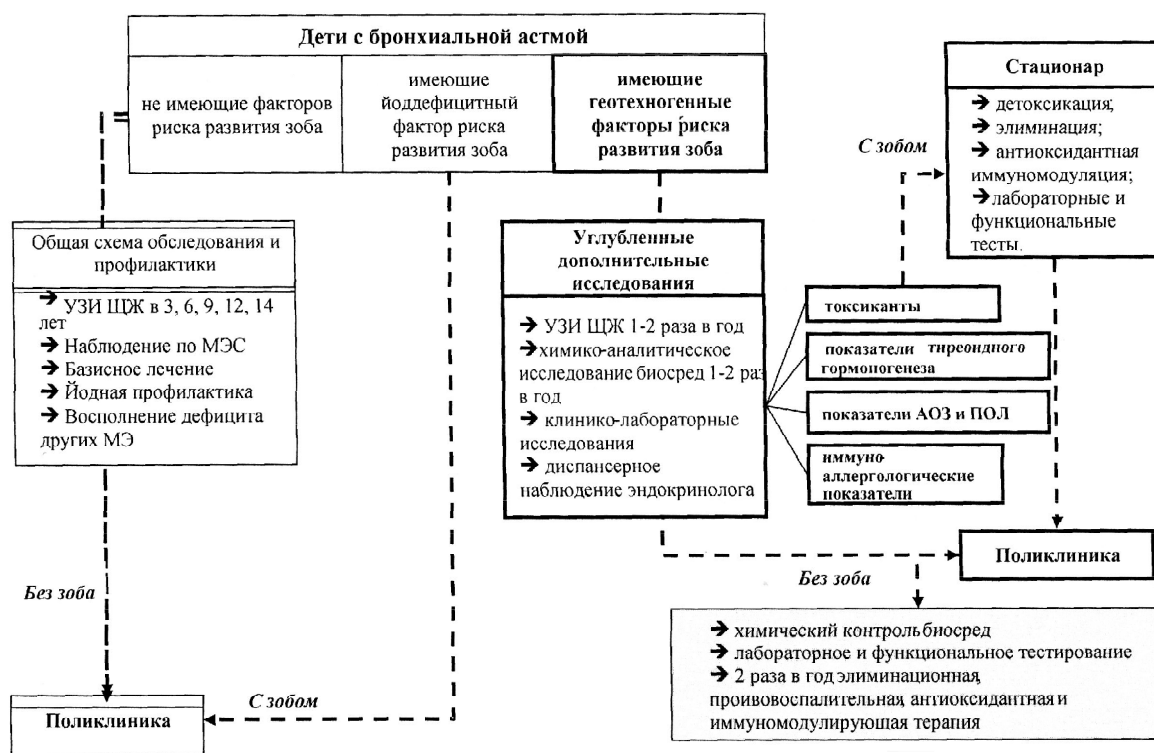 Дети с бронхиальной астмой
не имеющие факторов
риска развития зоба
имеюшие
йоддефицитный
фактор риска
развития зоба
имеюшие
геотехногенные
факторы риска
развития зоба
Стационар
➔ детоксикация;
➔ элиминация;
➔ антиоксидантная
иммуномодуляция;
➔ лабораторные и
функциональные
тесты.
С зобом
Общая схема обследования и
профилактики
➔ УЗИ ЩЖ в 3, 6, 9, 12, 14
лет
➔ Наблюдение по МЭС
➔ Базисное лечение
➔ Йодная профилактика
➔ Восполнение дефицита
других МЭ
Углубленные
дополнительные
исследования
➔ УЗИ ЩЖ 1-2 раза в год
➔химико-аналитическое
исследование биосред 1-2 раз
в год
➔ клинико-лабораторные
исследования
➔ диспансерное
наблюдение эндокринолога
токсиканты
показатели тиреоидного
гормоногенеза
показатели АОЗ и ПОЛ
иммуно-
аллергологические
показатели
Без зоба
Поликлиника
С зобом
Поликлиника
Без зоба
➔ химический контроль биосред
➔ лабораторное и функциональное тестирование
➔ 2 раза в год элиминационная,
проивовоспалительная, антиоксидантная и
иммуномодулируюшая терапия